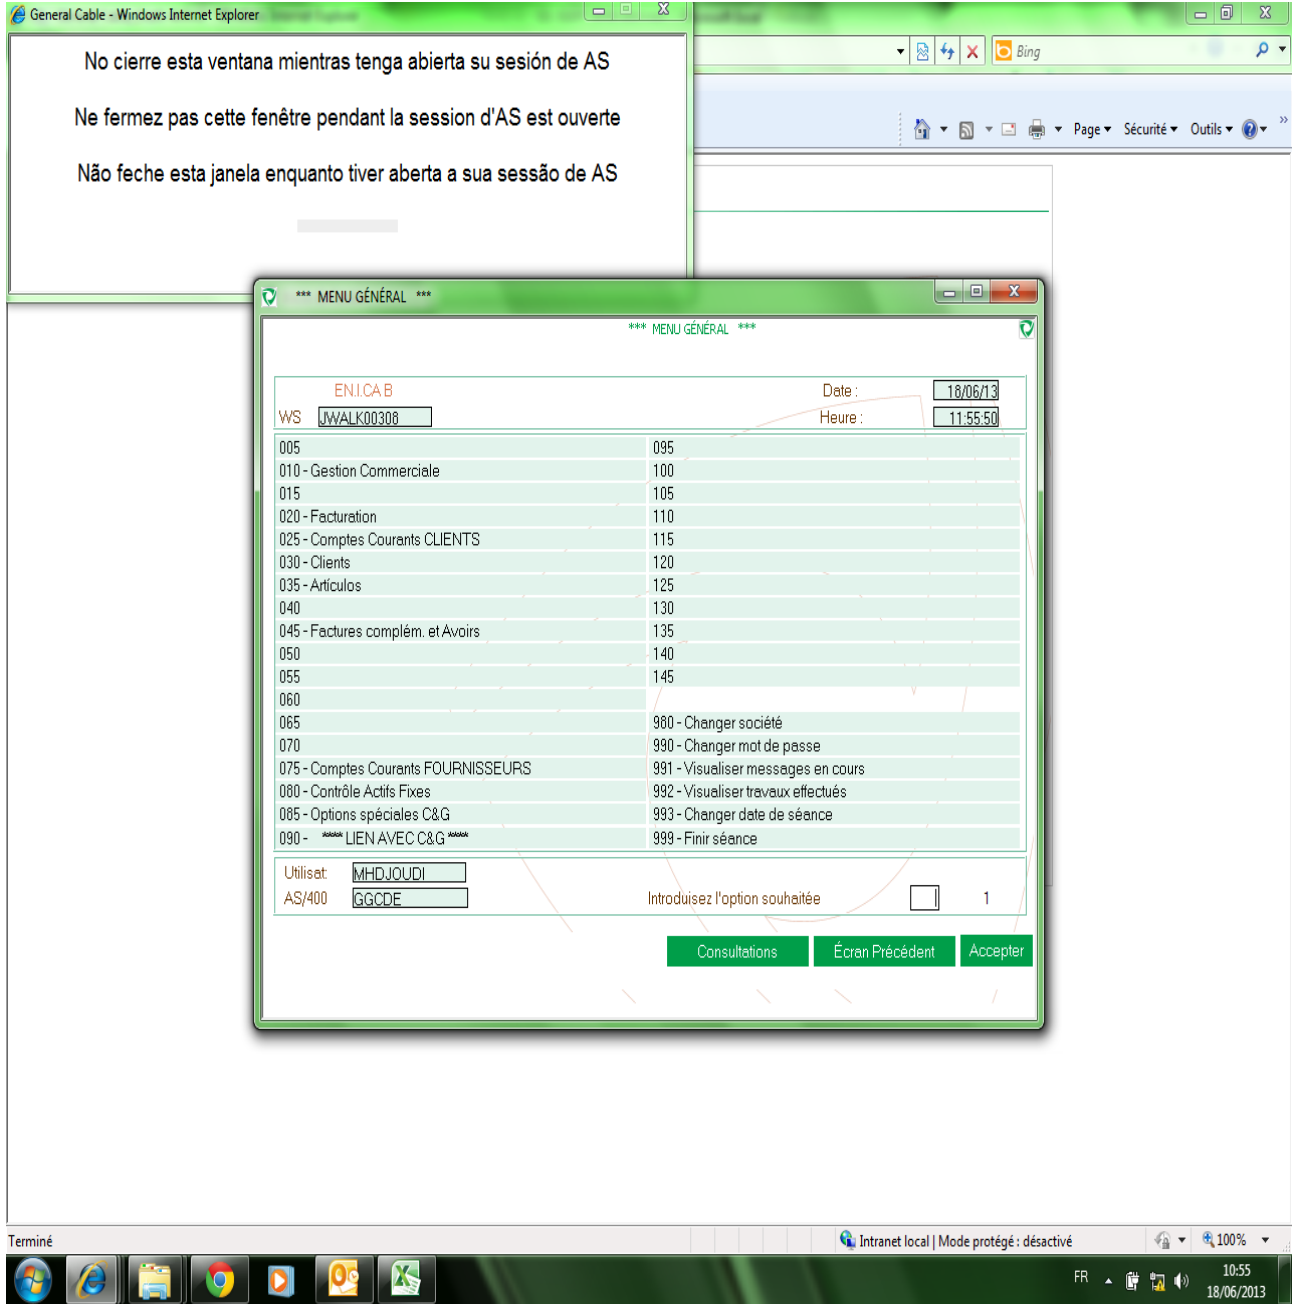 General Cable - Windows Internet Explorer
No cierre esta ventana mientras tenga abierta su sesión de AS
Ne fermez pas cette fenêtre pendant la session d'AS est ouverte
Não feche esta janela enquanto tiver aberta a sua sessão de AS
Bing
Page Sécurité Outils
*** MENU GÉNÉRAL ***
*** MENU GÉNÉRAL ***
EN.I.CA B Date : 18/06/13
WS JWALK00308 Heure : 11:55:50
005 095
010 - Gestion Commerciale 100
015 105
020 - Facturation 110
025 - Comptes Courants CLIENTS 115
030 - Clients 120
035 - Artículos 125
040 130
045 - Factures complém. et Avoirs 135
050 140
055 145
060
065 980 - Changer société
070 990 - Changer mot de passe
075 - Comptes Courants FOURNISSEURS 991 - Visualiser messages en cours
080 - Contrôle Actifs Fixes 992 - Visualiser travaux effectués
085 - Options spéciales C&G 993 - Changer date de séance
090 - **** LIEN AVEC C&G **** 999 - Finir séance
Utilisat: MHDJOUDI
AS/400 GGCDE Introduisez l'option souhaitée 1
Consultations Écran Précédent Accepter
Terminé Intranet local | Mode protégé : désactivé 100%
FR 10:55
18/06/2013